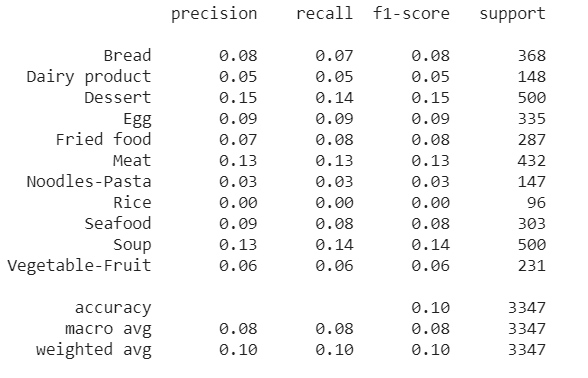 precision recall f1-score support
Bread 0.08 0.07 0.08 368
Dairy product 0.05 0.05 0.05 148
Dessert 0.15 0.14 0.15 500
Egg 0.09 0.09 0.09 335
Fried food 0.07 0.08 0.08 287
Meat 0.13 0.13 0.13 432
Noodles-Pasta 0.03 0.03 0.03 147
Rice 0.00 0.00 0.00 96
Seafood 0.09 0.08 0.08 303
Soup 0.13 0.14 0.14 500
Vegetable-Fruit 0.06 0.06 0.06 231
accuracy 0.10 3347
macro avg 0.08 0.08 0.08 3347
weighted avg 0.10 0.10 0.10 3347